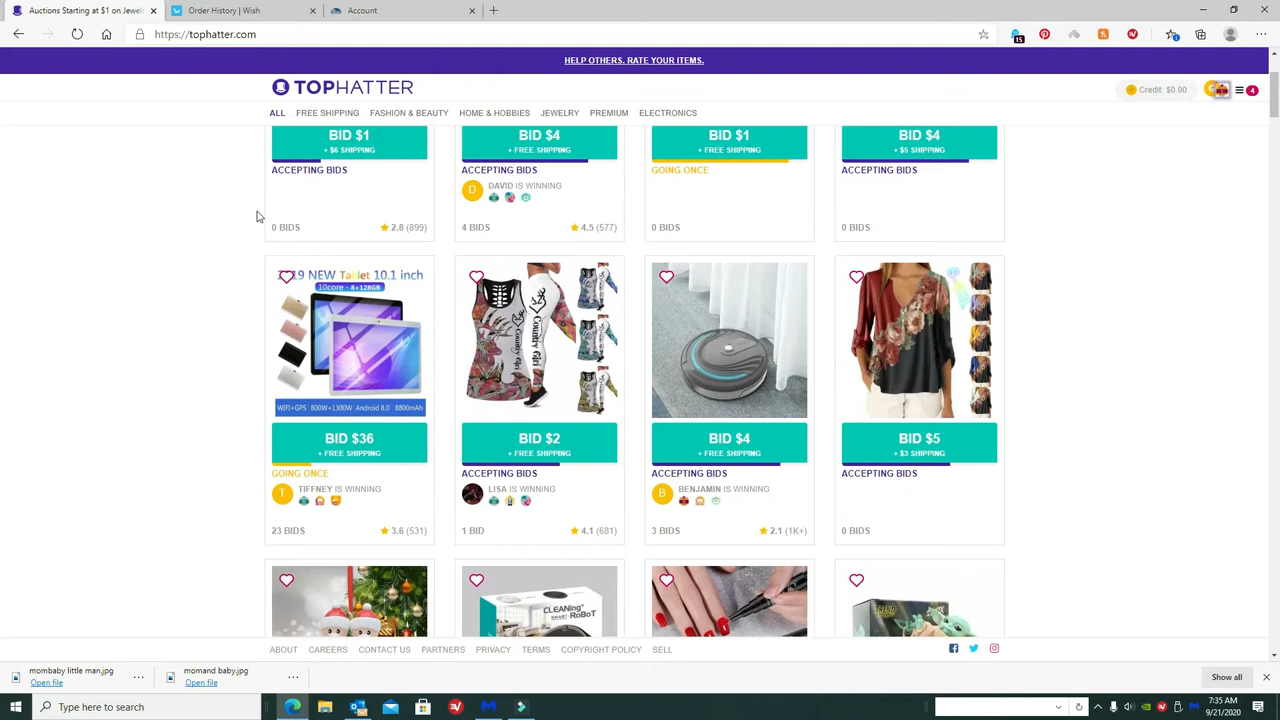 Auctions Starting at $1 on Jewel
Order History | Wish
Account
https://tophatter.com
15
HELP OTHERS. RATE YOUR ITEMS.
TOPHATTER
Credit: $0.00
4
ALL FREE SHIPPING FASHION & BEAUTY HOME & HOBBIES JEWELRY PREMIUM ELECTRONICS
BID $1 BID $4 BID $1 BID $4
+ $6 SHIPPING + FREE SHIPPING + FREE SHIPPING + $5 SHIPPING
ACCEPTING BIDS ACCEPTING BIDS GOING ONCE ACCEPTING BIDS
D DAVID IS WINNING
0 BIDS 2.8 (899) 4 BIDS 4.5 (577) 0 BIDS 0 BIDS
2019 NEW Tablet 10.1 inch
10core - 8+128GB
Country Girl
WIFI+GPS | 800W+1300W | Android 8.0 | 8800mAh
BID $36 BID $2 BID $4 BID $5
+ FREE SHIPPING + FREE SHIPPING + FREE SHIPPING + $3 SHIPPING
GOING ONCE ACCEPTING BIDS ACCEPTING BIDS ACCEPTING BIDS
T TIFFNEY IS WINNING LISA IS WINNING B BENJAMIN IS WINNING
23 BIDS 3.6 (531) 1 BID 4.1 (681) 3 BIDS 2.1 (1K+) 0 BIDS
CLEANing
SMART ROBOT
ABOUT CAREERS CONTACT US PARTNERS PRIVACY TERMS COPYRIGHT POLICY SELL
mombaby little man.jpg
Open file
momand baby.jpg
Open file
Show all
Type here to search
7:35 AM
9/21/2020